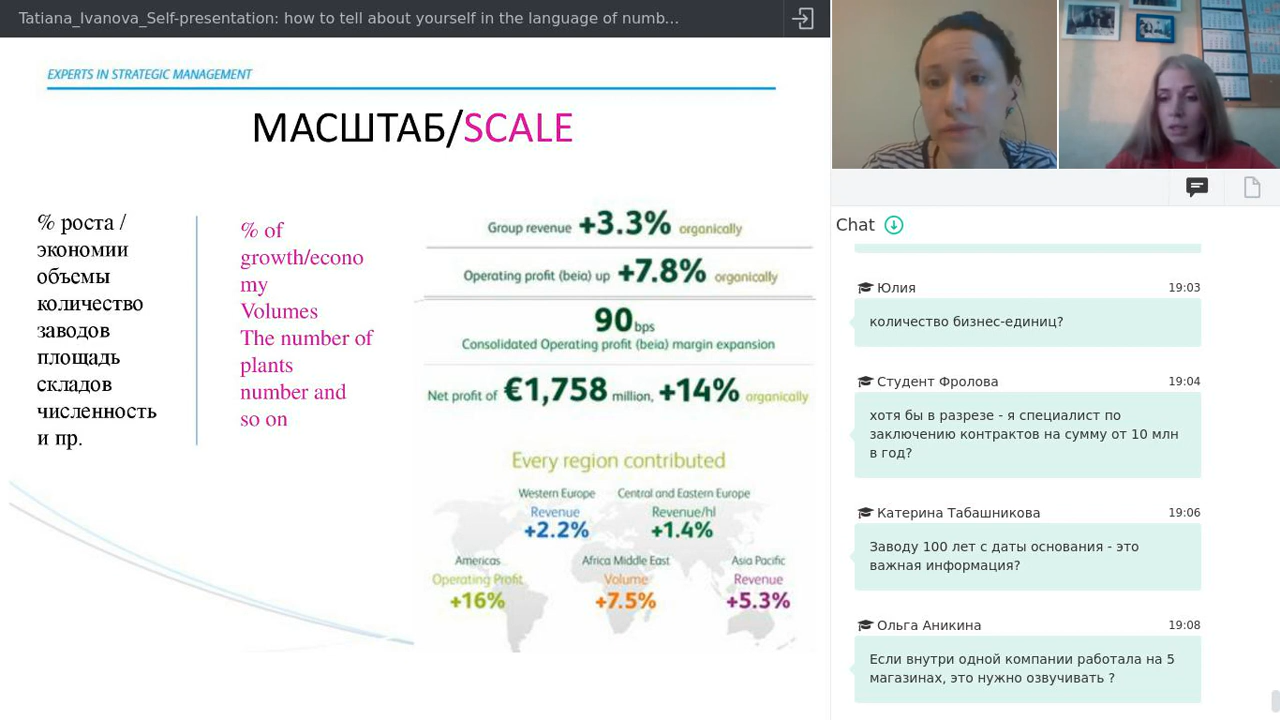 Tatiana_Ivanova_Self-presentation: how to tell about yourself in the language of numb...
EXPERTS IN STRATEGIC MANAGEMENT
МАСШТАБ/SCALE
% роста /
экономии
объемы
количество
заводов
площадь
складов
численность
и пр.
% of
growth/econo
my
Volumes
The number of
plants
number and
so on
Group revenue +3.3% organically
Operating profit (beia) up +7.8% organically
90 bps
Consolidated Operating profit (beia) margin expansion
Net profit of €1,758 million, +14% organically
Every region contributed
Western Europe
Revenue
+2.2%
Central and Eastern Europe
Revenue/hl
+1.4%
Americas
Operating Profit
+16%
Africa Middle East
Volume
+7.5%
Asia Pacific
Revenue
+5.3%
Chat
Юлия 19:03
количество бизнес-единиц?
Студент Фролова 19:04
хотя бы в разрезе - я специалист по
заключению контрактов на сумму от 10 млн
в год?
Катерина Табашникова 19:06
Заводу 100 лет с даты основания - это
важная информация?
Ольга Аникина 19:08
Если внутри одной компании работала на 5
магазинах, это нужно озвучивать ?